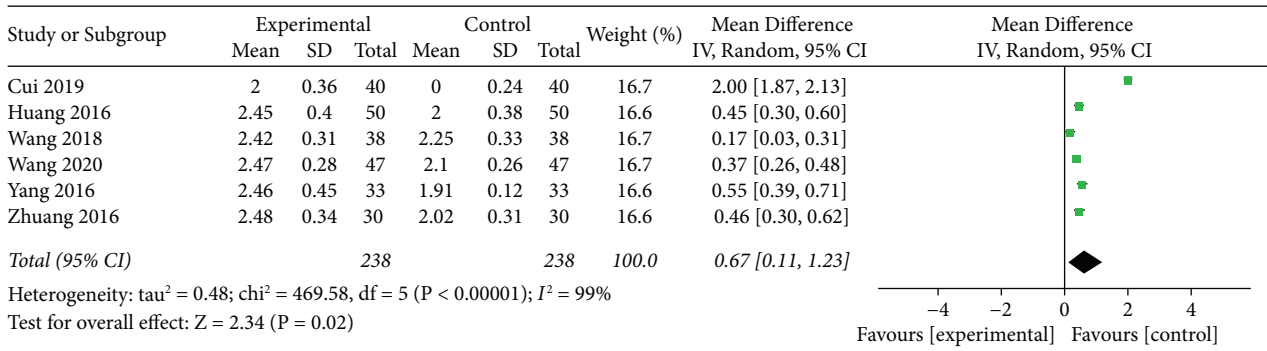 Study or Subgroup Experimental Control Weight (%) Mean Difference Mean Difference
Mean SD Total Mean SD Total IV, Random, 95% CI IV, Random, 95% CI
Cui 2019 2 0.36 40 0 0.24 40 16.7 2.00 [1.87, 2.13]
Huang 2016 2.45 0.4 50 2 0.38 50 16.6 0.45 [0.30, 0.60]
Wang 2018 2.42 0.31 38 2.25 0.33 38 16.7 0.17 [0.03, 0.31]
Wang 2020 2.47 0.28 47 2.1 0.26 47 16.7 0.37 [0.26, 0.48]
Yang 2016 2.46 0.45 33 1.91 0.12 33 16.6 0.55 [0.39, 0.71]
Zhuang 2016 2.48 0.34 30 2.02 0.31 30 16.6 0.46 [0.30, 0.62]
Total (95% CI) 238 238 100.0 0.67 [0.11, 1.23]
Heterogeneity: tau² = 0.48; chi² = 469.58, df = 5 (P < 0.00001); I² = 99%
Test for overall effect: Z = 2.34 (P = 0.02)
−4 −2 0 2 4
Favours [experimental] Favours [control]